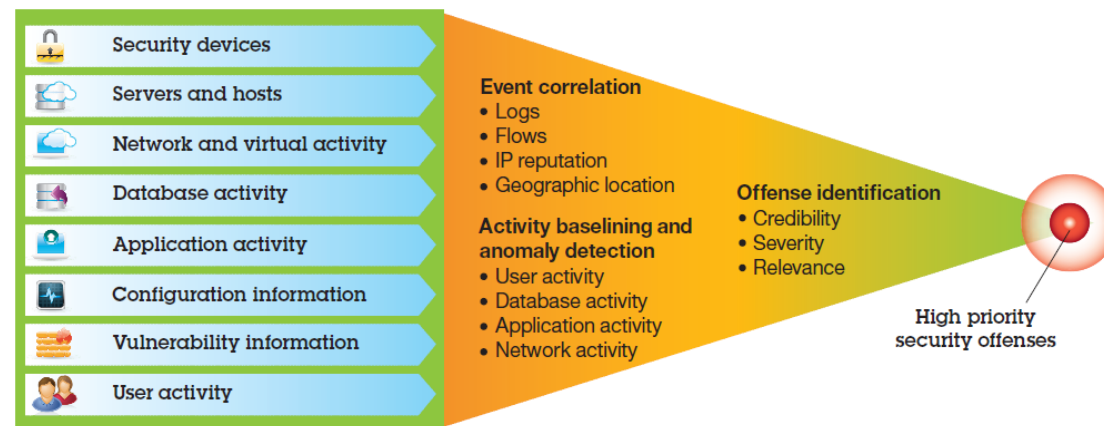 Security devices
Servers and hosts
Network and virtual activity
Database activity
Application activity
Configuration information
Vulnerability information
User activity
Event correlation
• Logs
• Flows
• IP reputation
• Geographic location
Activity baselining and
anomaly detection
• User activity
• Database activity
• Application activity
• Network activity
Offense identification
• Credibility
• Severity
• Relevance
High priority
security offenses